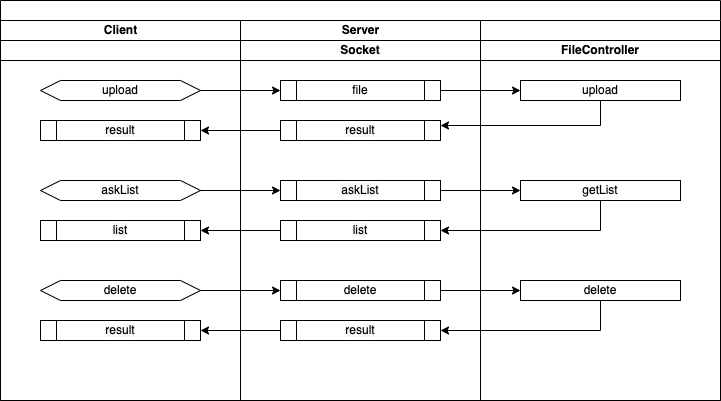 Client
Server
Socket
FileController
upload
file
upload
result
result
askList
askList
getList
list
list
delete
delete
delete
result
result